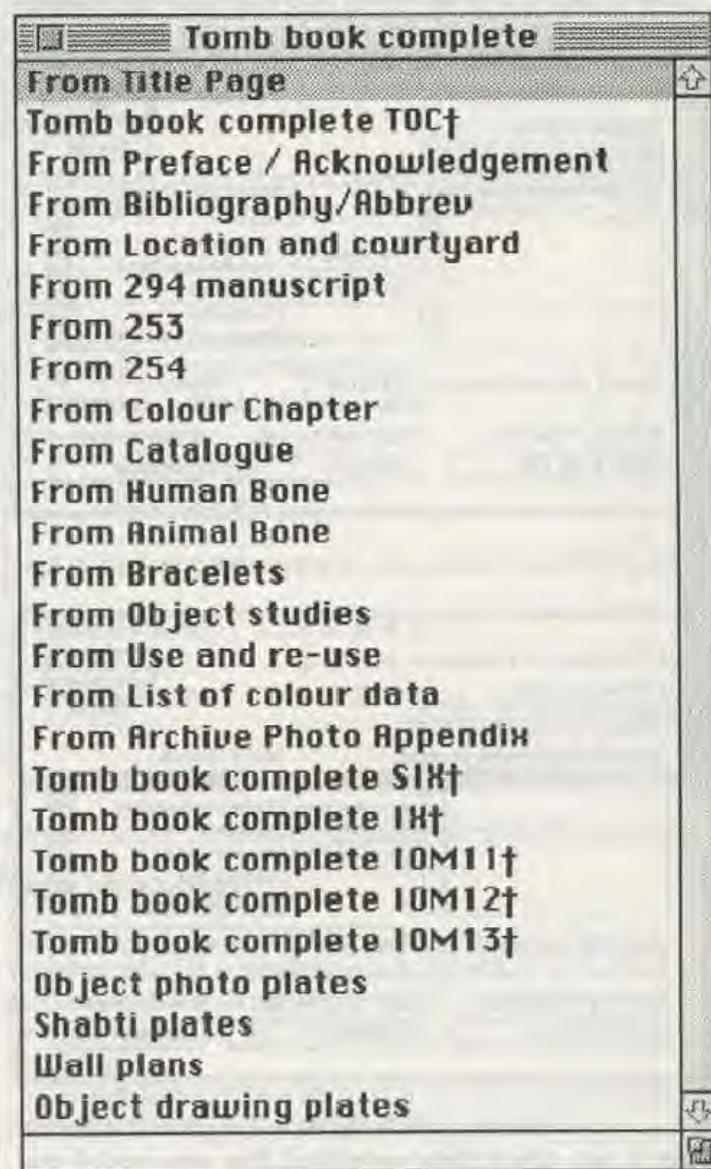 Tomb book complete
From Title Page
Tomb book complete TOC†
From Preface / Acknowledgement
From Bibliography/Abbrev
From Location and courtyard
From 294 manuscript
From 253
From 254
From Colour Chapter
From Catalogue
From Human Bone
From Animal Bone
From Bracelets
From Object studies
From Use and re-use
From List of colour data
From Archive Photo Appendix
Tomb book complete SIX†
Tomb book complete IX†
Tomb book complete IOM11†
Tomb book complete IOM12†
Tomb book complete IOM13†
Object photo plates
Shabti plates
Wall plans
Object drawing plates